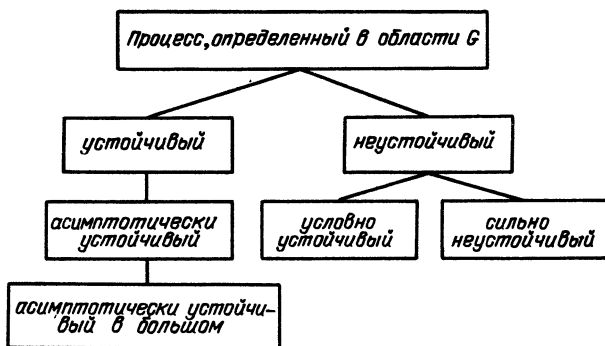 Процесс, определенный в области G
устойчивый
неустойчивый
асимптотически
устойчивый
условно
устойчивый
сильно
неустойчивый
асимптотически устойчи-
вый в большом